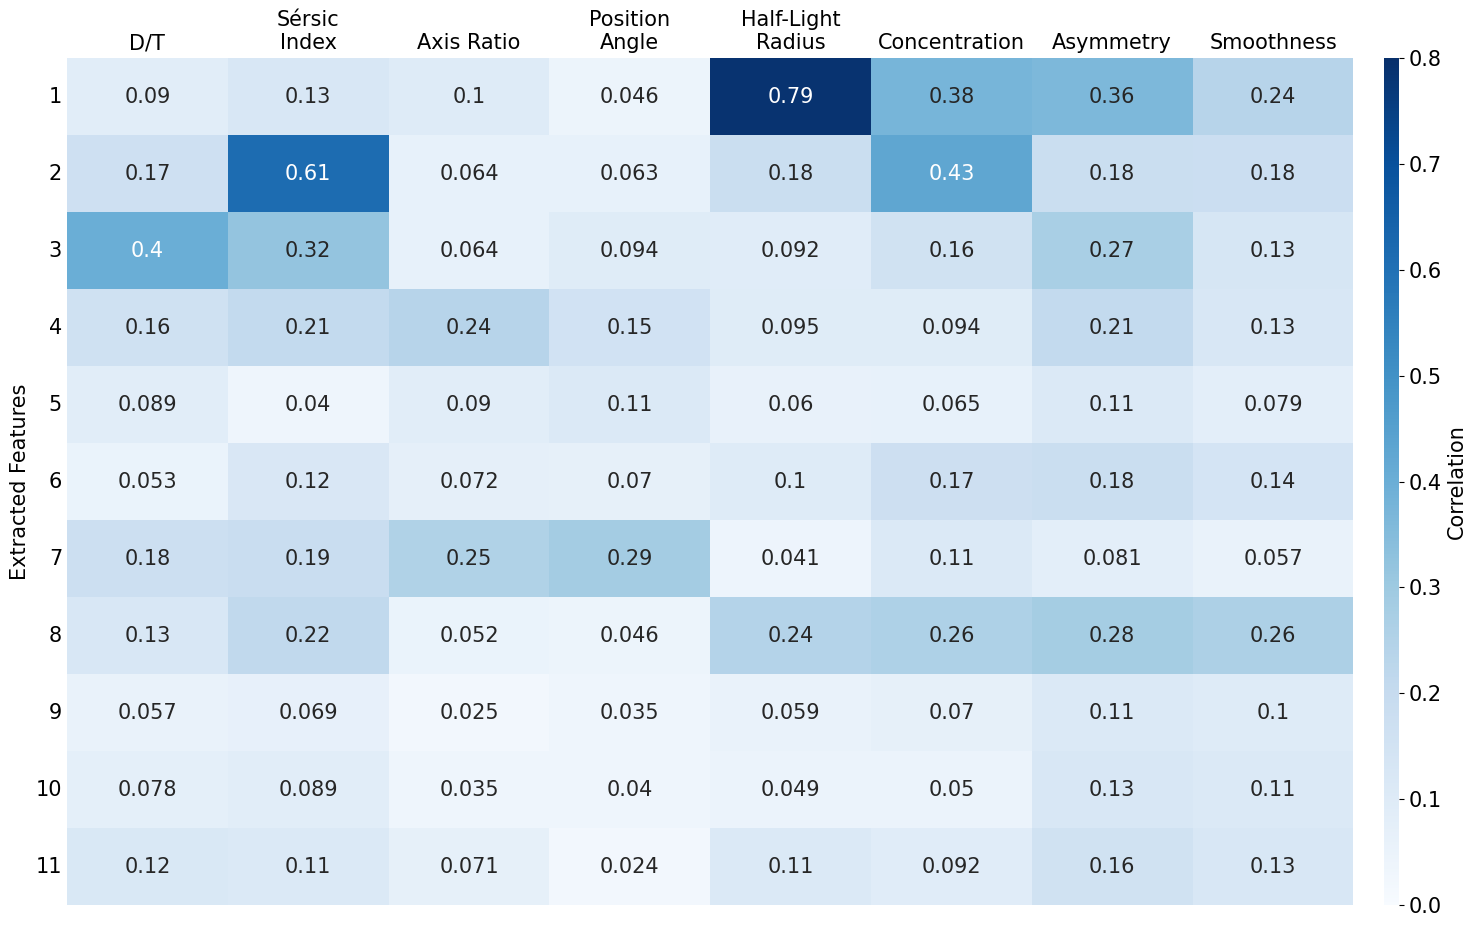 Sérsic
Index
Position
Angle
Half-Light
Radius
D/T Axis Ratio Concentration Asymmetry Smoothness
1 0.09 0.13 0.1 0.046 0.79 0.38 0.36 0.24
2 0.17 0.61 0.064 0.063 0.18 0.43 0.18 0.18
3 0.4 0.32 0.064 0.094 0.092 0.16 0.27 0.13
4 0.16 0.21 0.24 0.15 0.095 0.094 0.21 0.13
5 0.089 0.04 0.09 0.11 0.06 0.065 0.11 0.079
6 0.053 0.12 0.072 0.07 0.1 0.17 0.18 0.14
7 0.18 0.19 0.25 0.29 0.041 0.11 0.081 0.057
8 0.13 0.22 0.052 0.046 0.24 0.26 0.28 0.26
9 0.057 0.069 0.025 0.035 0.059 0.07 0.11 0.1
10 0.078 0.089 0.035 0.04 0.049 0.05 0.13 0.11
11 0.12 0.11 0.071 0.024 0.11 0.092 0.16 0.13
Extracted Features
0.8
0.7
0.6
0.5
0.4
0.3
0.2
0.1
0.0
Correlation